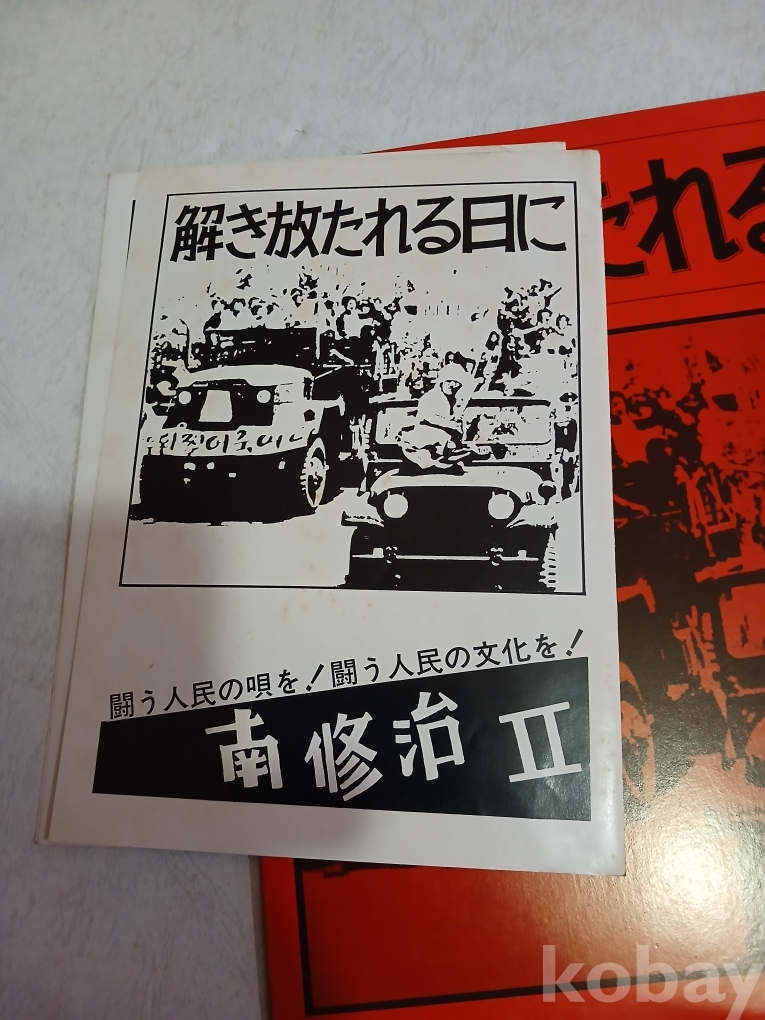 解き放たれる日に
たれる
闘う人民の唄を!闘う人民の文化を!
南修治 II
kobay